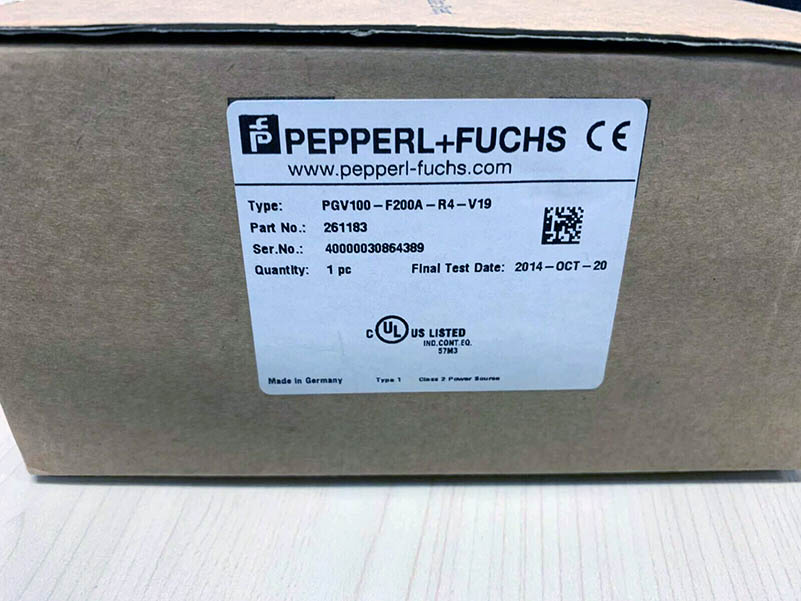 PEPPERL+FUCHS CE
www.pepperl-fuchs.com
Type: PGV100-F200A-R4-V19
Part No.: 261183
Ser.No.: 40000030864389
Quantity: 1 pc Final Test Date: 2014-OCT-20
C UL US LISTED
IND.CONT.EQ.
57M3
Made in Germany Type 1 Class 2 Power Source